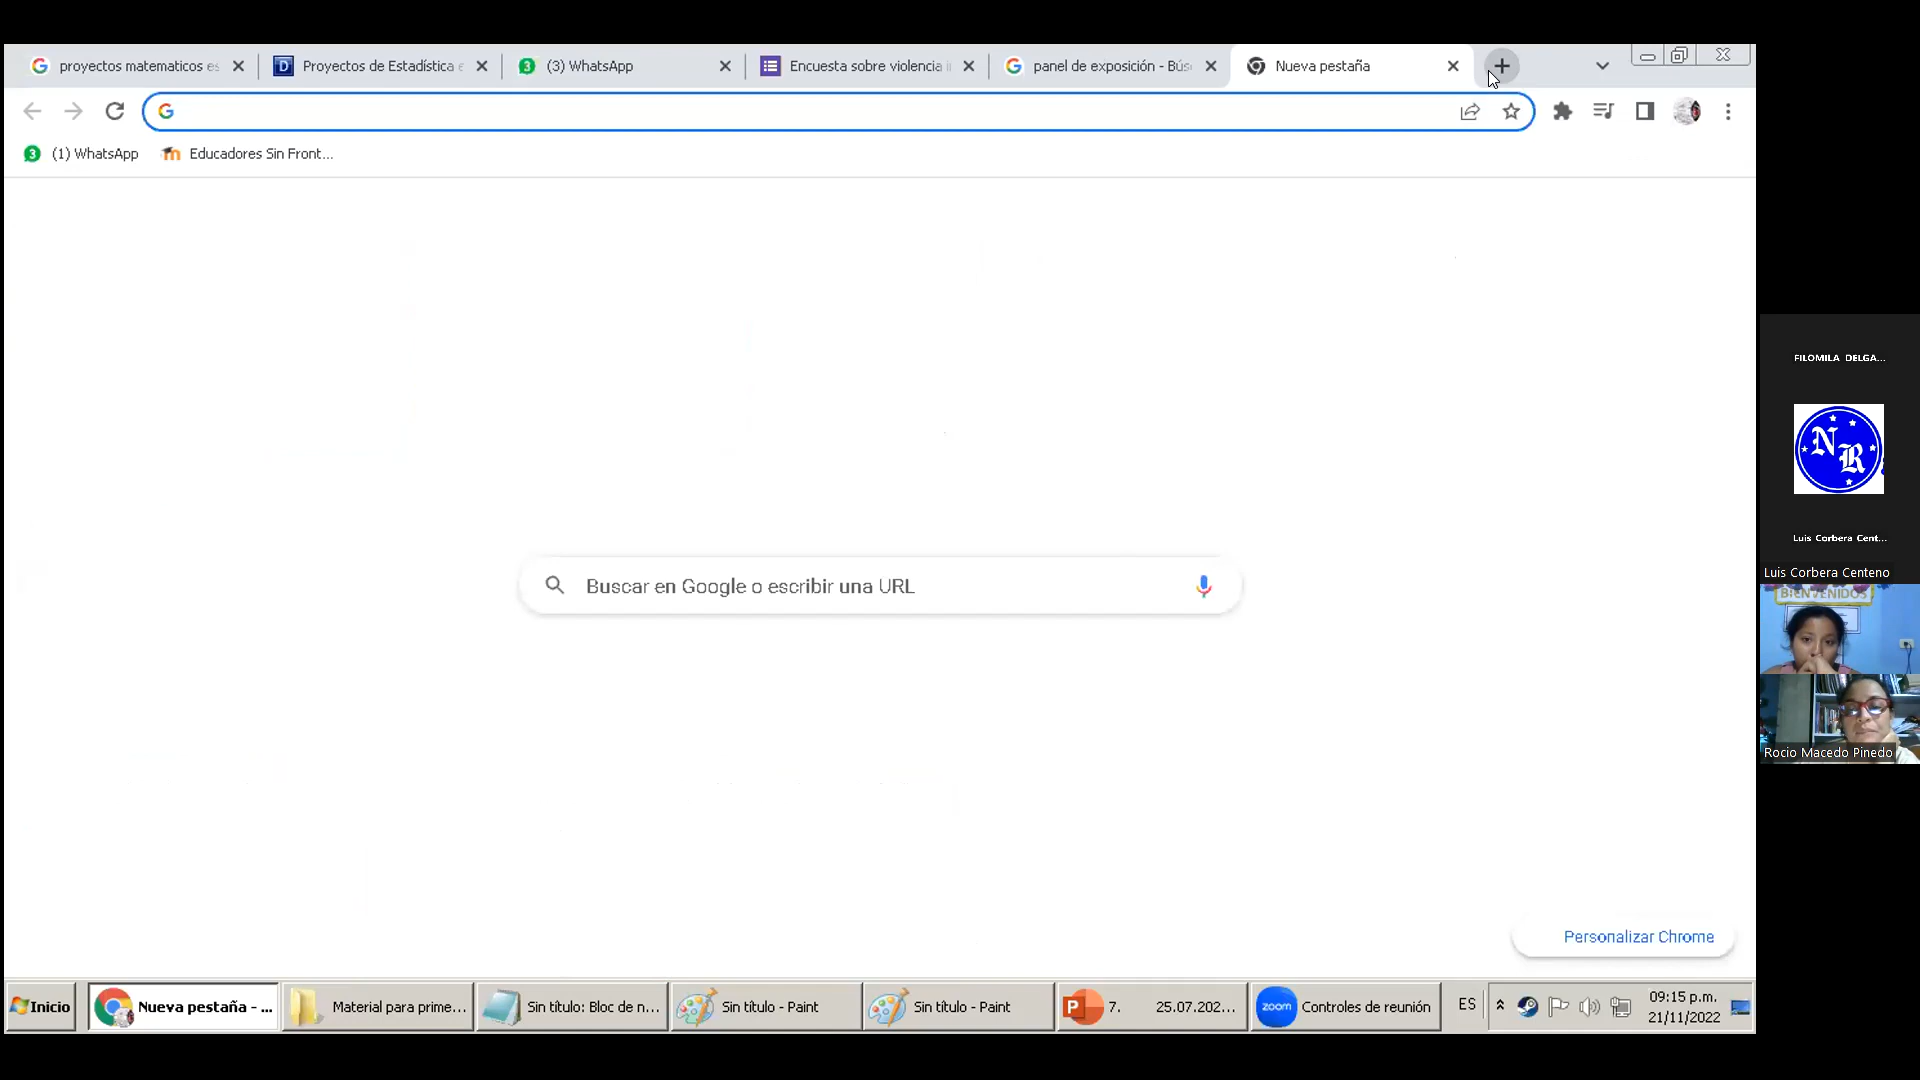 proyectos matematicos es
Proyectos de Estadística e
(3) WhatsApp
Encuesta sobre violencia i
panel de exposición - Bús
Nueva pestaña
(1) WhatsApp
Educadores Sin Front...
Buscar en Google o escribir una URL
Personalizar Chrome
FILOMILA DELGA...
NR
Luis Corbera Cent...
Luis Corbera Centeno
BIENVENIDOS
Rocio Macedo Pinedo
Inicio
Nueva pestaña - ...
Material para prime...
Sin título: Bloc de n...
Sin título - Paint
Sin título - Paint
7. 25.07.202...
zoom
Controles de reunión
ES
09:15 p.m.
21/11/2022